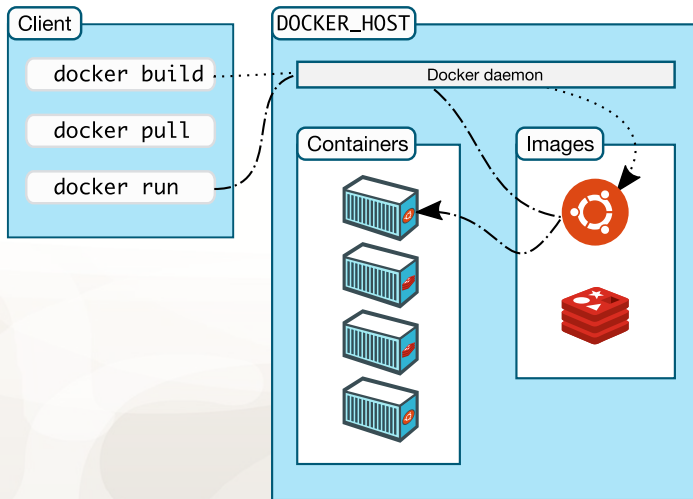 Client
docker build
docker pull
docker run
DOCKER_HOST
Docker daemon
Containers
Images